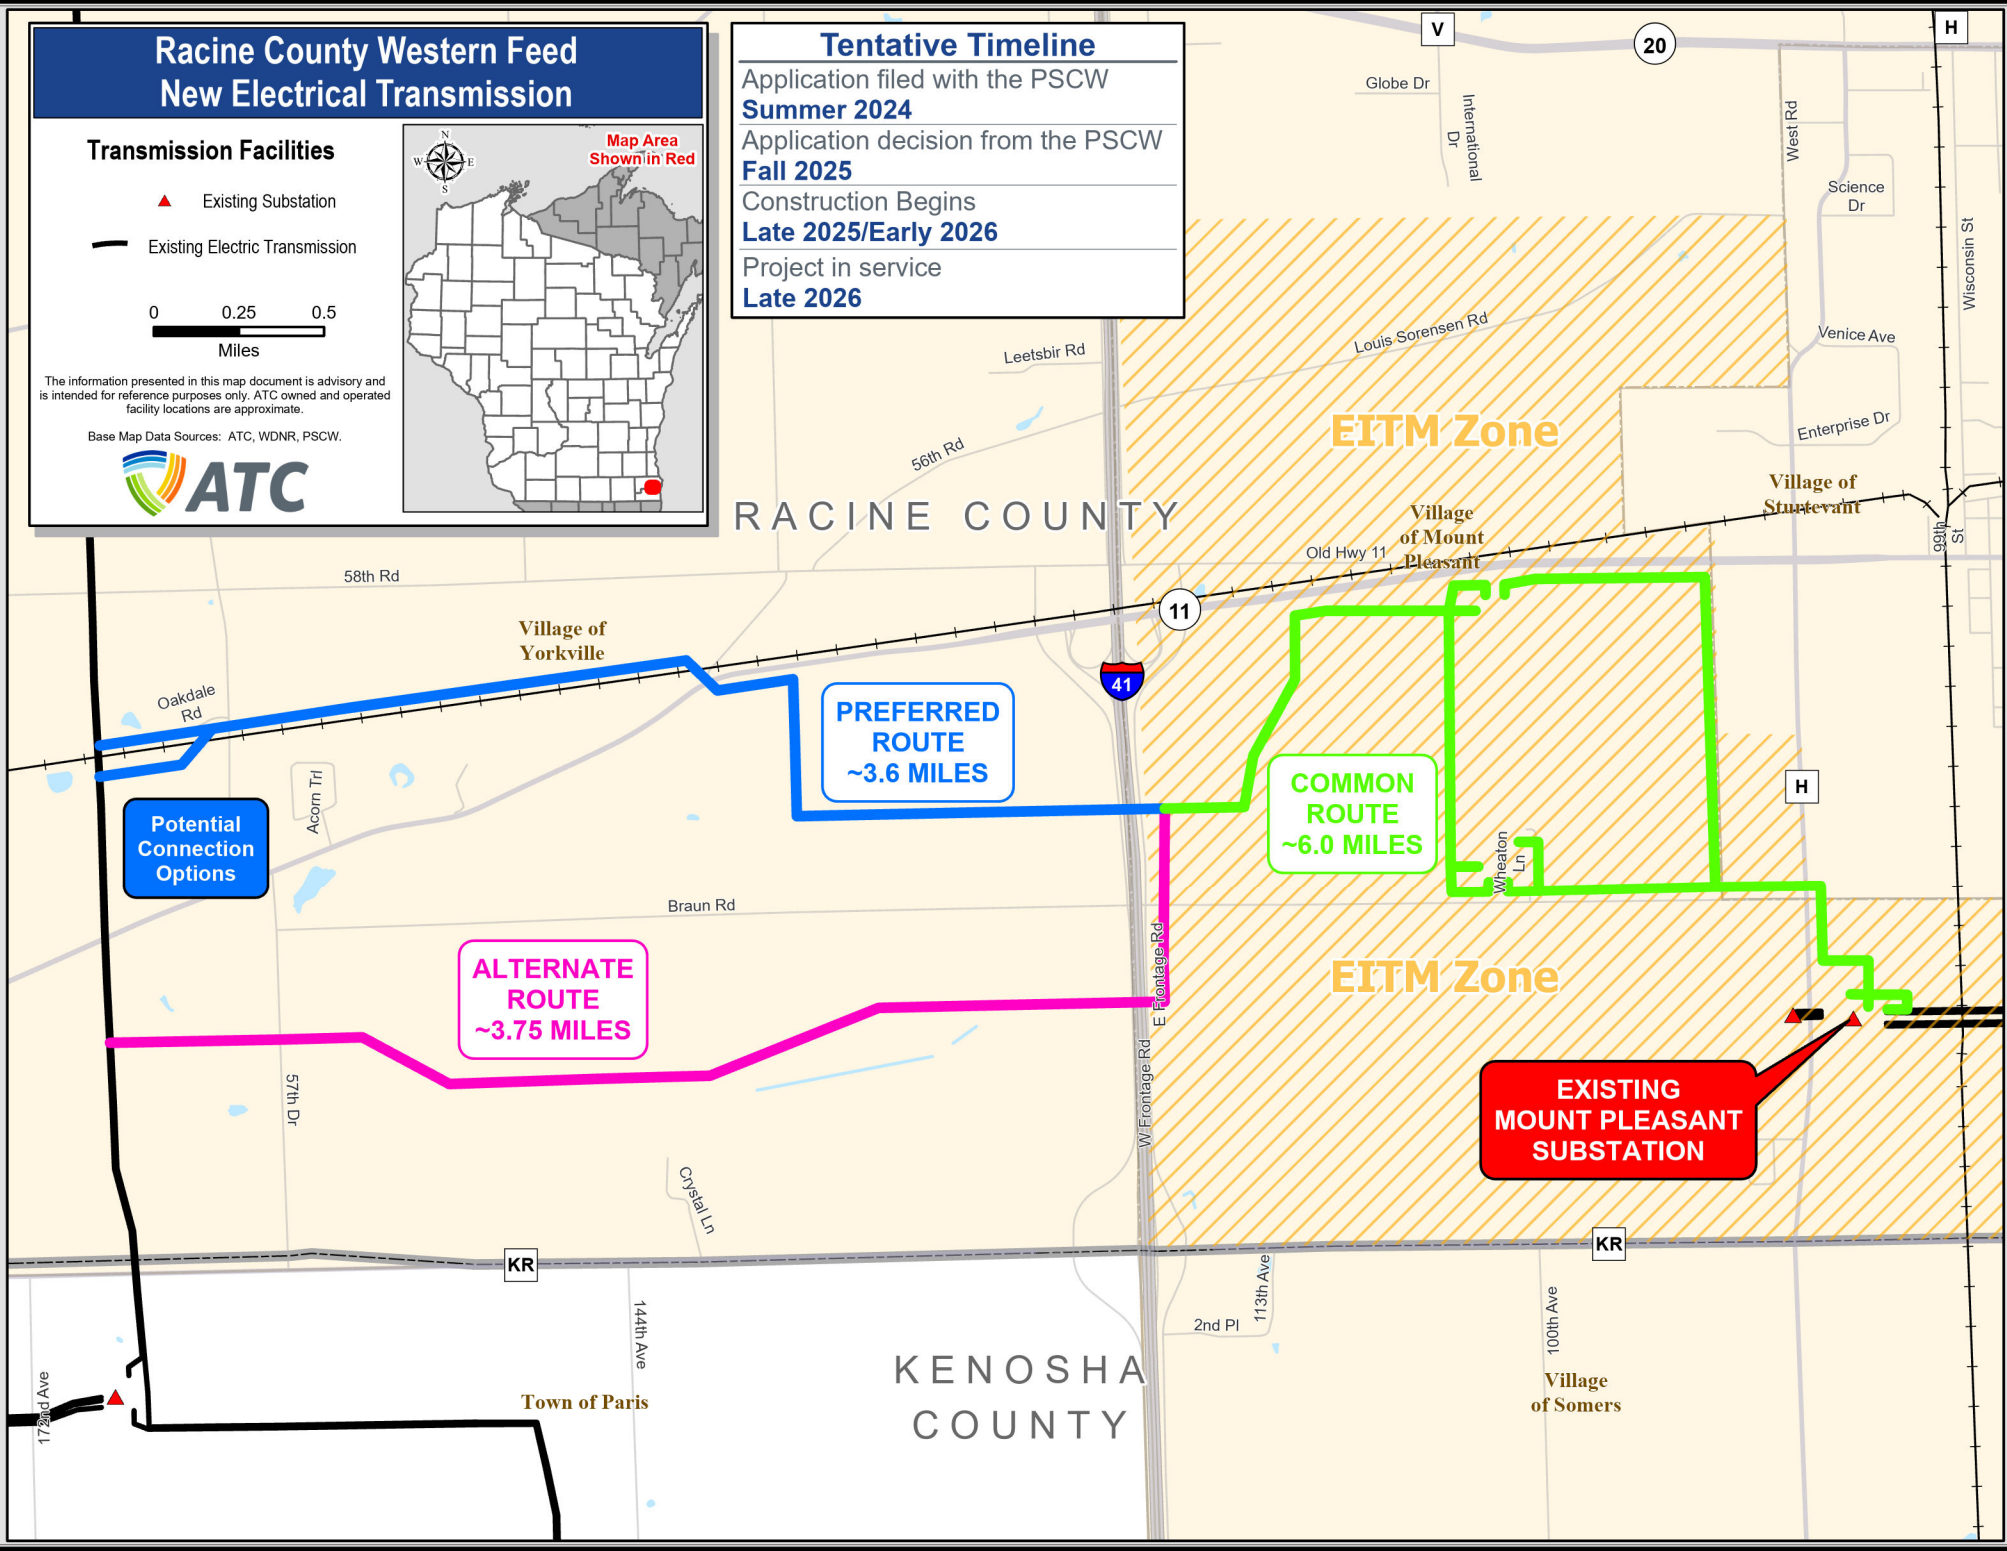 Racine County Western Feed
New Electrical Transmission
Transmission Facilities
Existing Substation
Existing Electric Transmission
0 0.25 0.5
Miles
The information presented in this map document is advisory and
is intended for reference purposes only. ATC owned and operated
facility locations are approximate.
Base Map Data Sources: ATC, WDNR, PSCW.
ATC
N
W E
S
Map Area
Shown in Red
Tentative Timeline
Application filed with the PSCW
Summer 2024
Application decision from the PSCW
Fall 2025
Construction Begins
Late 2025/Early 2026
Project in service
Late 2026
V
20
H
Globe Dr
International
Dr
West Rd
Science
Dr
Wisconsin St
Louis Sorensen Rd
Venice Ave
Leetsbir Rd
Enterprise Dr
EITM Zone
56th Rd
RACINE COUNTY
Village of
Sturtevant
Village
of Mount
Pleasant
Old Hwy 11
99th
St
58th Rd
11
Village of
Yorkville
41
Oakdale
Rd
PREFERRED
ROUTE
~3.6 MILES
COMMON
ROUTE
~6.0 MILES
H
Acorn Trl
Potential
Connection
Options
Wheaton
Ln
Braun Rd
ALTERNATE
ROUTE
~3.75 MILES
E Frontage Rd
EITM Zone
57th Dr
W Frontage Rd
EXISTING
MOUNT PLEASANT
SUBSTATION
Crystal Ln
KR
KR
113th Ave
2nd Pl
144th Ave
100th Ave
172nd Ave
KENOSHA
COUNTY
Town of Paris
Village
of Somers